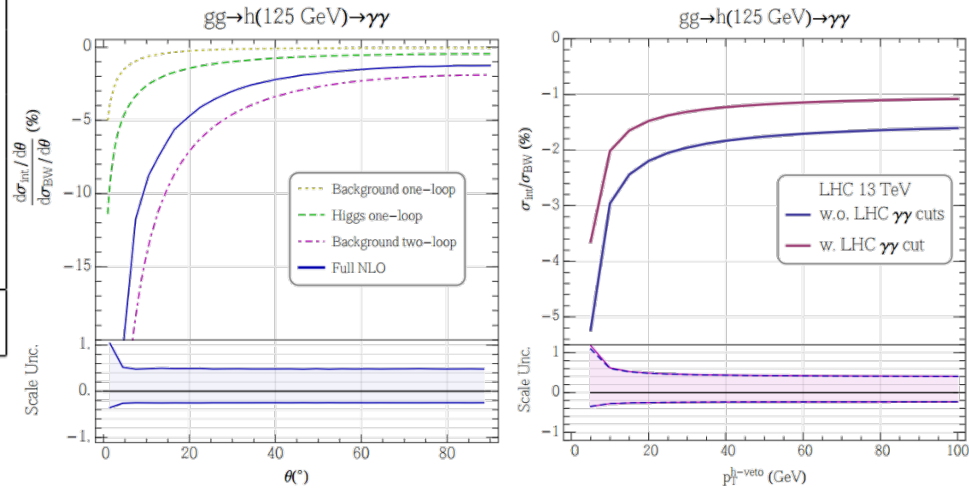 gg→h(125 GeV)→γγ
0
−5
−10
−15
dσint/dθ
dσBW/dθ
(%)
Background one−loop
Higgs one−loop
Background two−loop
Full NLO
1.
0.
−1.
Scale Unc.
0 20 40 60 80
θ(°)
gg→h(125 GeV)→γγ
0
−1
−2
−3
−4
−5
σint/σBW (%)
LHC 13 TeV
w.o. LHC γγ cuts
w. LHC γγ cut
1
0
−1
Scale Unc.
0 20 40 60 80 100
pT^h−veto (GeV)